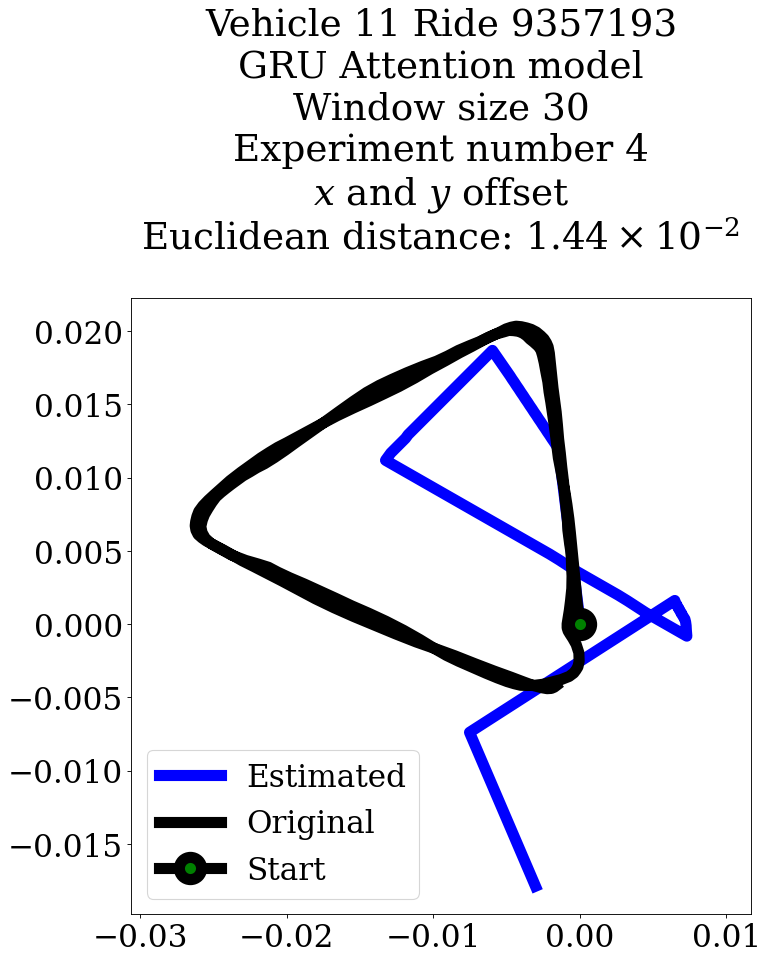 Vehicle 11 Ride 9357193
GRU Attention model
Window size 30
Experiment number 4
x and y offset
Euclidean distance: 1.44 × 10⁻²
0.020
0.015
0.010
0.005
0.000
−0.005
−0.010
−0.015
Estimated
Original
Start
−0.03 −0.02 −0.01 0.00 0.01